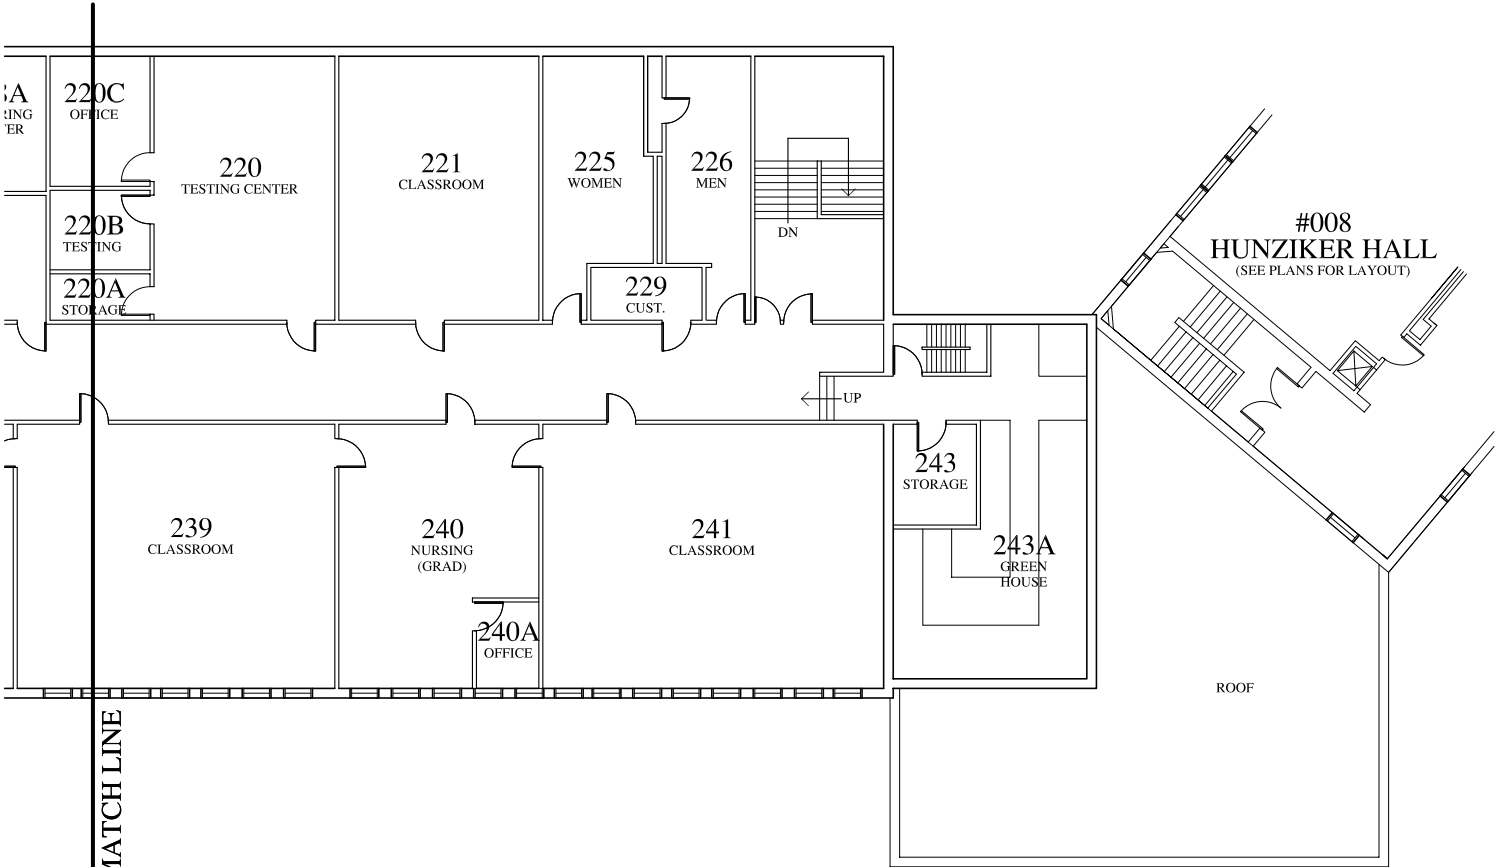 220C
OFFICE
220
TESTING CENTER
220B
TESTING
220A
STORAGE
221
CLASSROOM
225
WOMEN
226
MEN
229
CUST.
DN
UP
#008
HUNZIKER HALL
(SEE PLANS FOR LAYOUT)
239
CLASSROOM
240
NURSING
(GRAD)
240A
OFFICE
241
CLASSROOM
243
STORAGE
243A
GREEN
HOUSE
ROOF
MATCH LINE